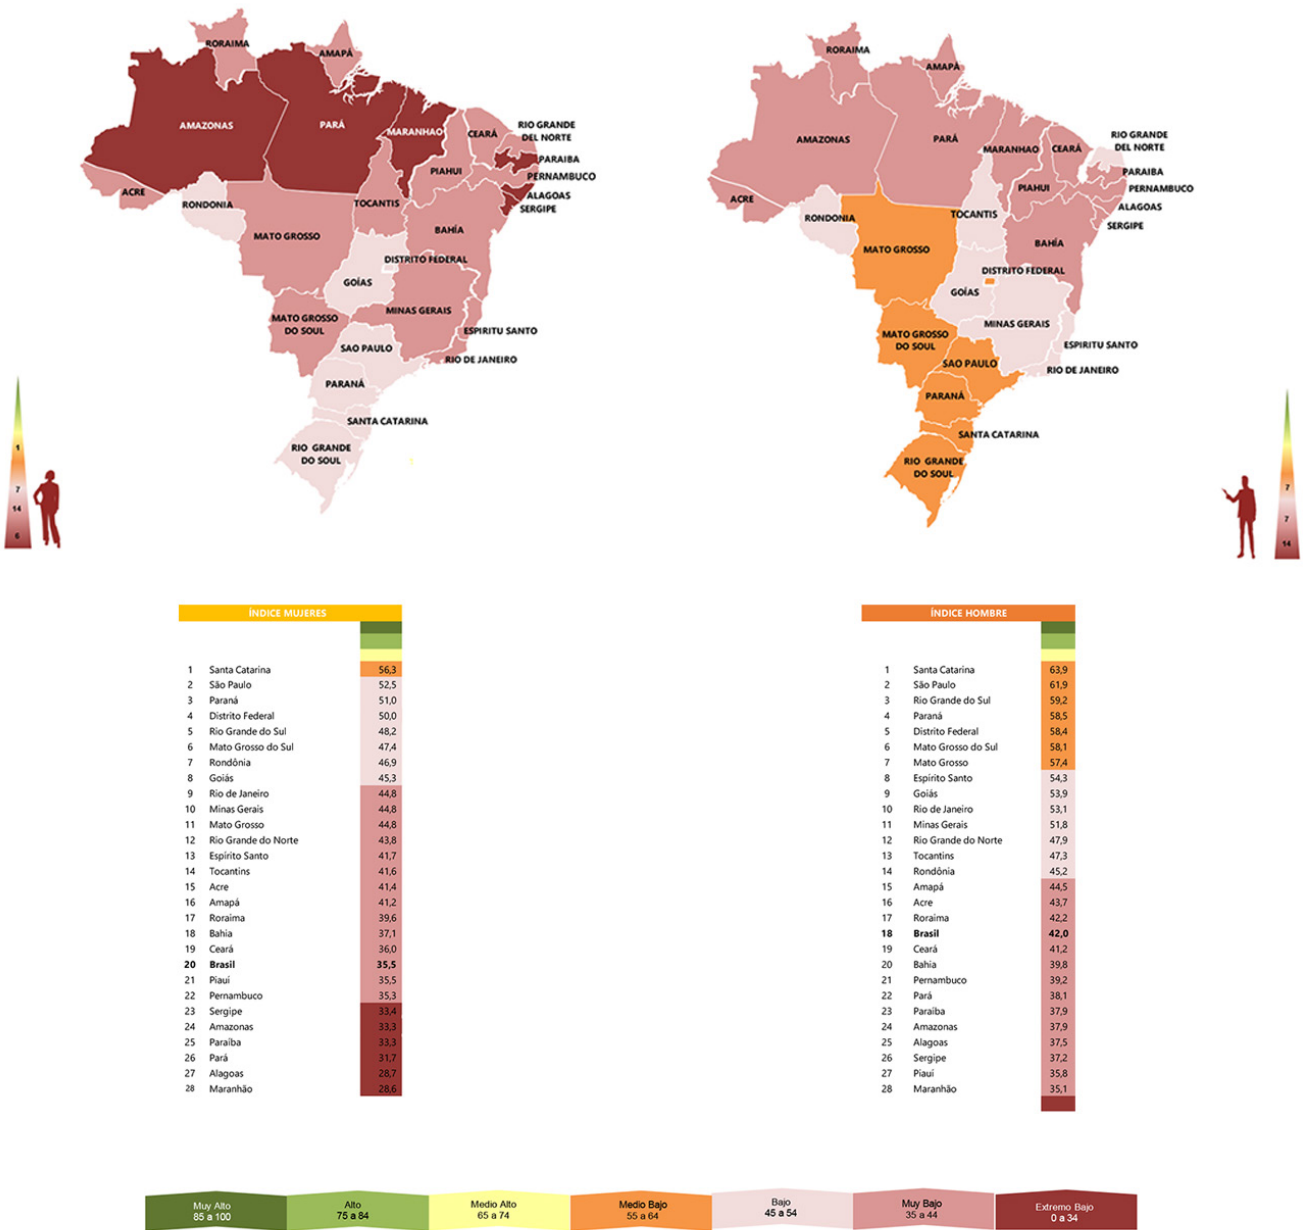 RORAIMA
AMAPÁ
AMAZONAS
PARÁ
MARANHAO
CEARÁ
RIO GRANDE
DEL NORTE
PARAIBA
PIAHUI
PERNAMBUCO
ACRE
ALAGOAS
RONDONIA
TOCANTIS
SERGIPE
MATO GROSSO
BAHÍA
DISTRITO FEDERAL
GOÍAS
MATO GROSSO
DO SOUL
MINAS GERAIS
ESPIRITU SANTO
SAO PAULO
RIO DE JANEIRO
PARANÁ
SANTA CATARINA
RIO GRANDE
DO SOUL
1
7
14
6
RORAIMA
AMAPÁ
AMAZONAS
PARÁ
MARANHAO
CEARÁ
RIO GRANDE
DEL NORTE
PARAIBA
PIAHUI
PERNAMBUCO
ACRE
ALAGOAS
RONDONIA
TOCANTIS
SERGIPE
MATO GROSSO
BAHÍA
DISTRITO FEDERAL
GOÍAS
MINAS GERAIS
MATO GROSSO
DO SOUL
ESPIRITU SANTO
SAO PAULO
RIO DE JANEIRO
PARANÁ
SANTA CATARINA
RIO GRANDE
DO SOUL
7
7
14
ÍNDICE MUJERES
1 Santa Catarina 56,3
2 São Paulo 52,5
3 Paraná 51,0
4 Distrito Federal 50,0
5 Rio Grande do Sul 48,2
6 Mato Grosso do Sul 47,4
7 Rondônia 46,9
8 Goiás 45,3
9 Rio de Janeiro 44,8
10 Minas Gerais 44,8
11 Mato Grosso 44,8
12 Rio Grande do Norte 43,8
13 Espírito Santo 41,7
14 Tocantins 41,6
15 Acre 41,4
16 Amapá 41,2
17 Roraima 39,6
18 Bahia 37,1
19 Ceará 36,0
20 Brasil 35,5
21 Piauí 35,5
22 Pernambuco 35,3
23 Sergipe 33,4
24 Amazonas 33,3
25 Paraíba 33,3
26 Pará 31,7
27 Alagoas 28,7
28 Maranhão 28,6
ÍNDICE HOMBRE
1 Santa Catarina 63,9
2 São Paulo 61,9
3 Rio Grande do Sul 59,2
4 Paraná 58,5
5 Distrito Federal 58,4
6 Mato Grosso do Sul 58,1
7 Mato Grosso 57,4
8 Espírito Santo 54,3
9 Goiás 53,9
10 Rio de Janeiro 53,1
11 Minas Gerais 51,8
12 Rio Grande do Norte 47,9
13 Tocantins 47,3
14 Rondônia 45,2
15 Amapá 44,5
16 Acre 43,7
17 Roraima 42,2
18 Brasil 42,0
19 Ceará 41,2
20 Bahia 39,8
21 Pernambuco 39,2
22 Pará 38,1
23 Paraíba 37,9
24 Amazonas 37,9
25 Alagoas 37,5
26 Sergipe 37,2
27 Piauí 35,8
28 Maranhão 35,1
Muy Alto
85 a 100
Alto
75 a 84
Medio Alto
65 a 74
Medio Bajo
55 a 64
Bajo
45 a 54
Muy Bajo
35 a 44
Extremo Bajo
0 a 34